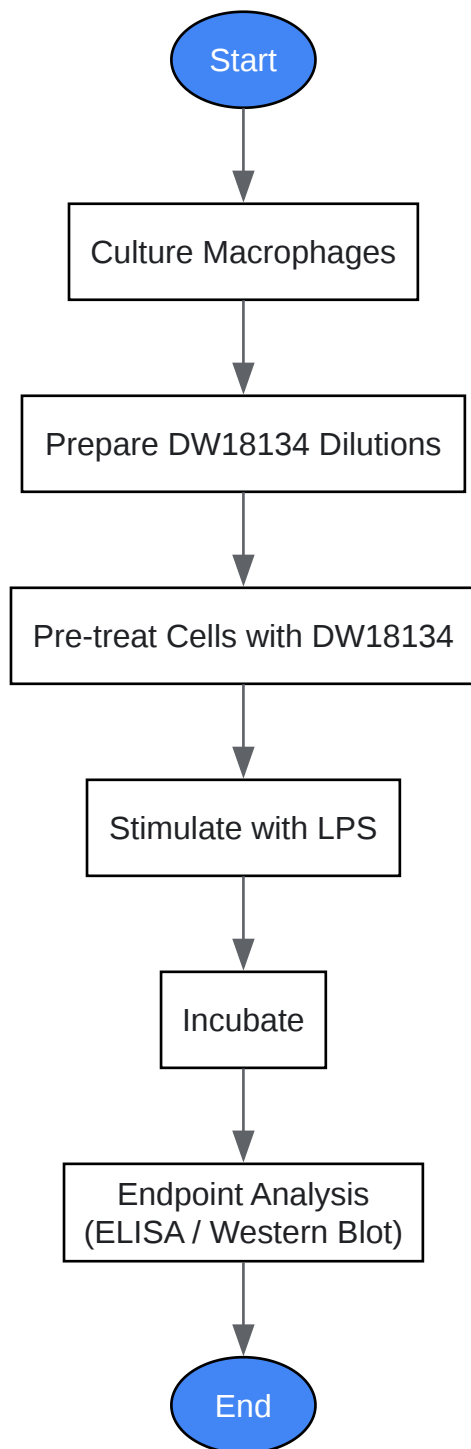 Start
Culture Macrophages
Prepare DW18134 Dilutions
Pre-treat Cells with DW18134
Stimulate with LPS
Incubate
Endpoint Analysis
(ELISA / Western Blot)
End